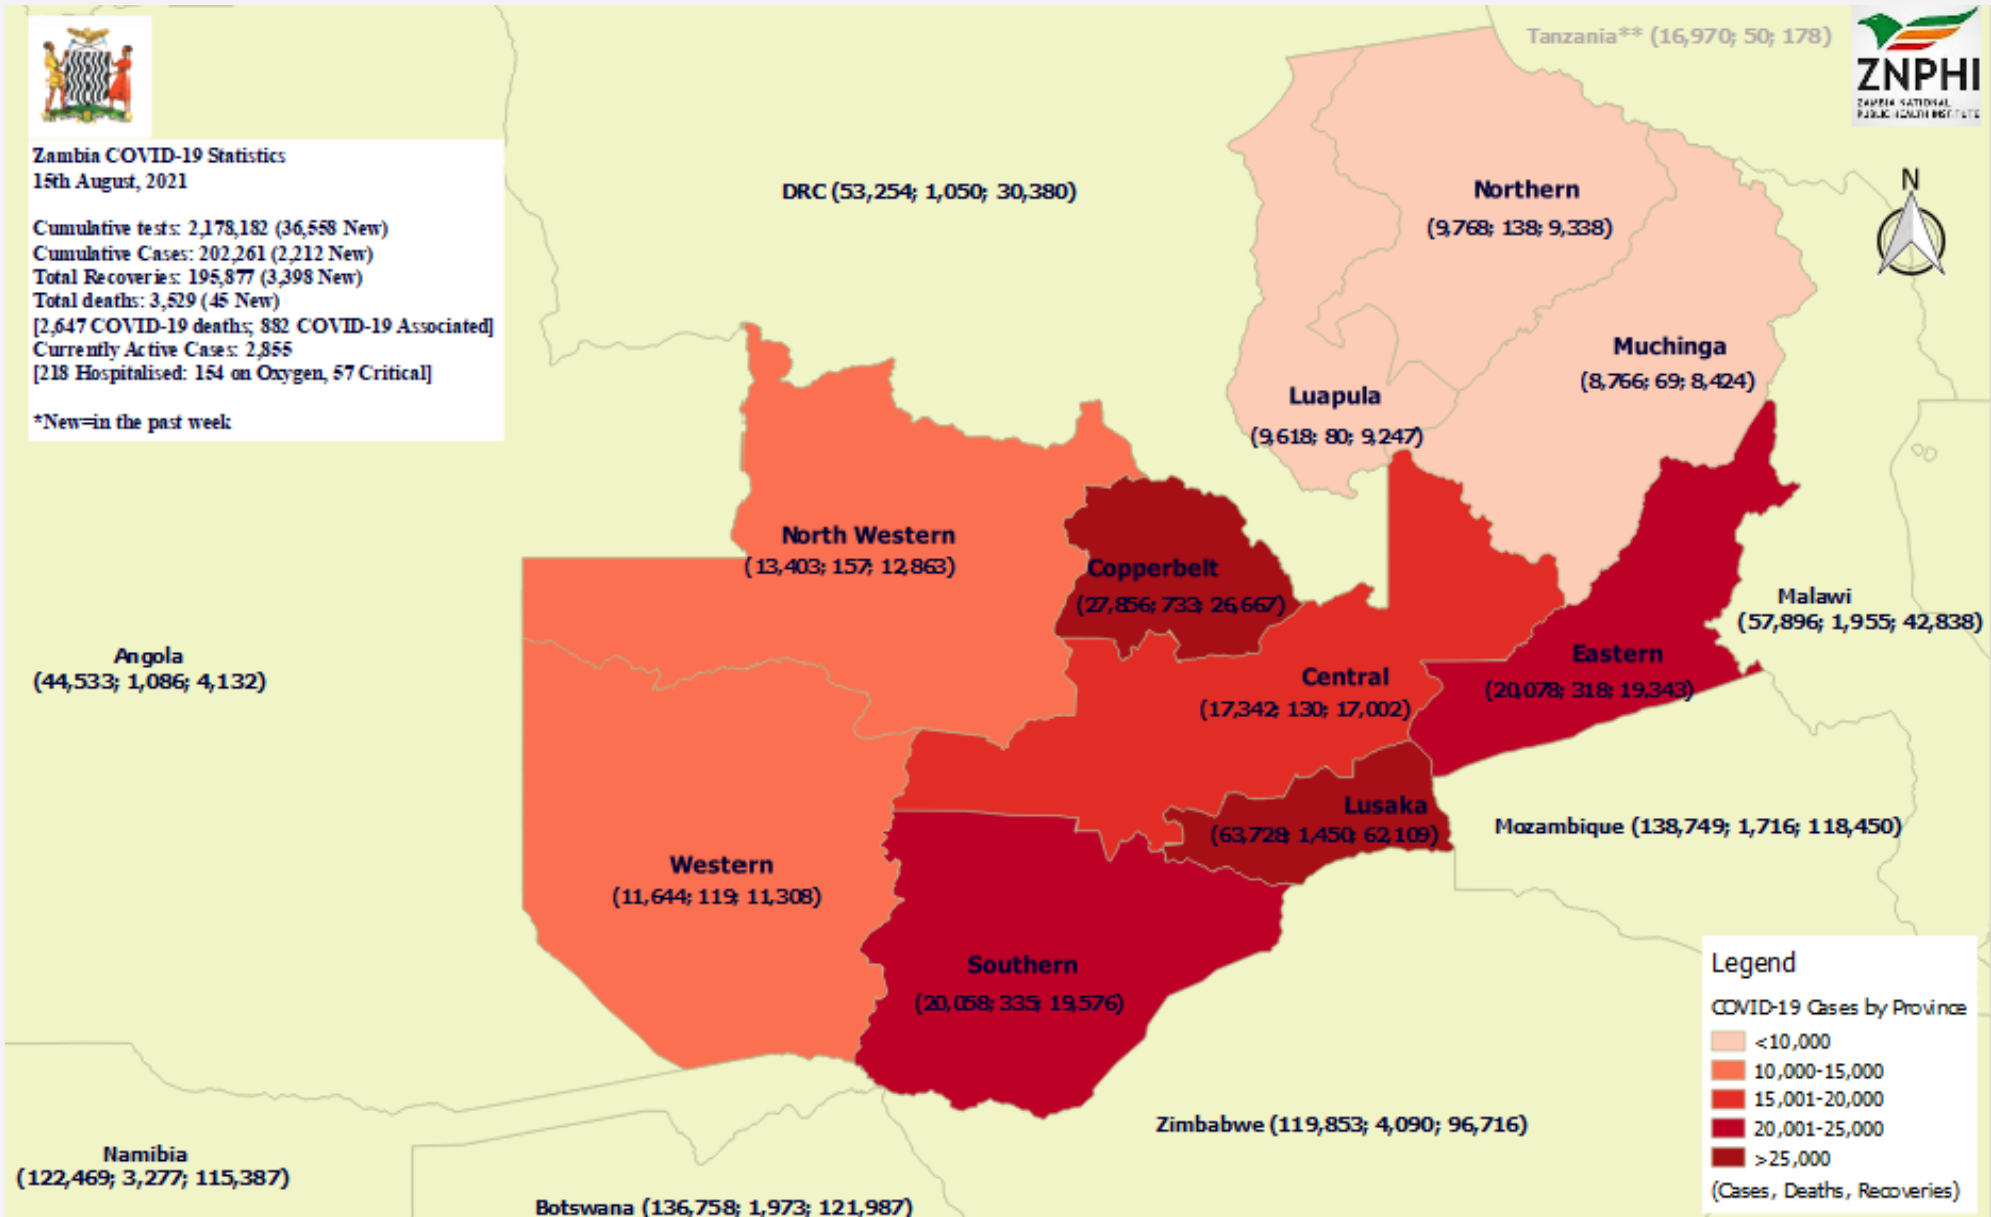 Tanzania** (16,970; 50; 178)
ZNPHI
ZAMBIA NATIONAL
PUBLIC HEALTH INSTITUTE
Zambia COVID-19 Statistics
15th August, 2021
Cumulative tests: 2,178,182 (36,558 New)
Cumulative Cases: 202,261 (2,212 New)
Total Recoveries: 195,877 (3,398 New)
Total deaths: 3,529 (45 New)
[2,647 COVID-19 deaths; 882 COVID-19 Associated]
Currently Active Cases: 2,855
[218 Hospitalised: 154 on Oxygen, 57 Critical]
*New=in the past week
DRC (53,254; 1,050; 30,380)
N
Northern
(9,768; 138; 9,338)
Muchinga
(8,766; 69; 8,424)
Luapula
(9,618; 80; 9,247)
North Western
(13,403; 157; 12,863)
Copperbelt
(27,856; 733; 26,667)
Malawi
(57,896; 1,955; 42,838)
Angola
(44,533; 1,086; 4,132)
Eastern
(20,078; 318; 19,343)
Central
(17,342; 130; 17,002)
Lusaka
(63,728; 1,450; 62,109)
Mozambique (138,749; 1,716; 118,450)
Western
(11,644; 119; 11,308)
Southern
(20,058; 335; 19,576)
Zimbabwe (119,853; 4,090; 96,716)
Namibia
(122,469; 3,277; 115,387)
Botswana (136,758; 1,973; 121,987)
Legend
COVID-19 Cases by Province
<10,000
10,000-15,000
15,001-20,000
20,001-25,000
>25,000
(Cases, Deaths, Recoveries)